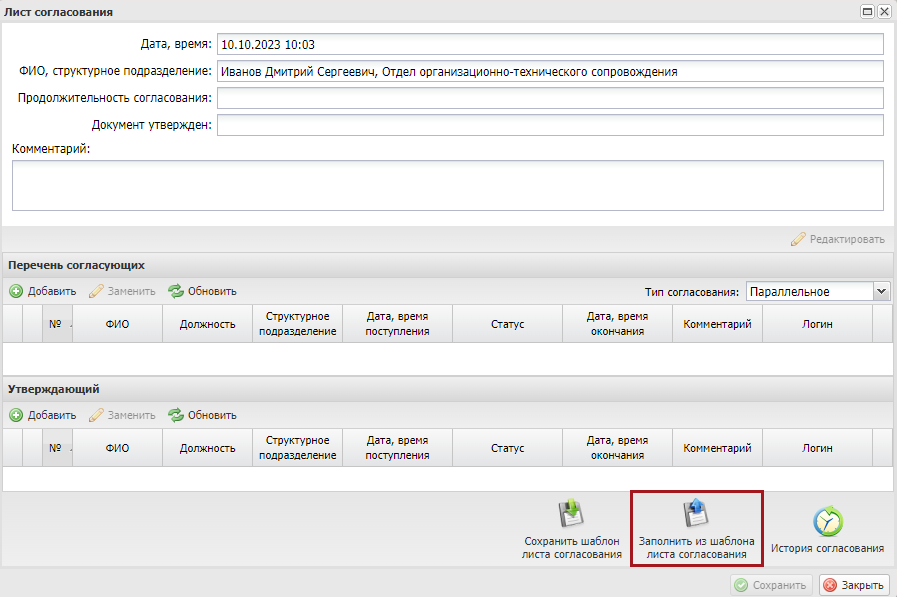 Лист согласования
Дата, время: 10.10.2023 10:03
ФИО, структурное подразделение: Иванов Дмитрий Сергеевич, Отдел организационно-технического сопровождения
Продолжительность согласования:
Документ утвержден:
Комментарий:
Редактировать
Перечень согласующих
Добавить Заменить Обновить Тип согласования: Параллельное
№ ФИО Должность Структурное подразделение Дата, время поступления Статус Дата, время окончания Комментарий Логин
Утверждающий
Добавить Заменить Обновить
№ ФИО Должность Структурное подразделение Дата, время поступления Статус Дата, время окончания Комментарий Логин
Сохранить шаблон листа согласования
Заполнить из шаблона листа согласования
История согласования
Сохранить Закрыть